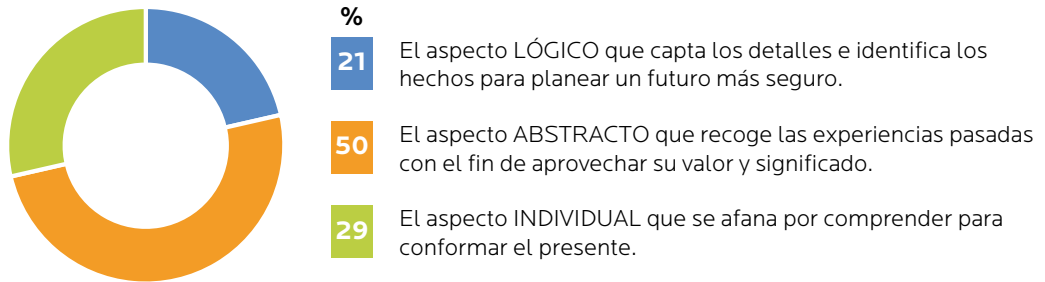 %
21
El aspecto LÓGICO que capta los detalles e identifica los
hechos para planear un futuro más seguro.
50
El aspecto ABSTRACTO que recoge las experiencias pasadas
con el fin de aprovechar su valor y significado.
29
El aspecto INDIVIDUAL que se afana por comprender para
conformar el presente.